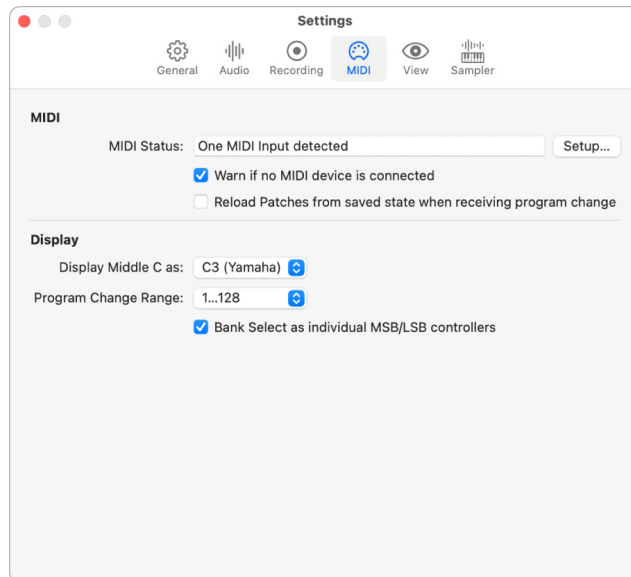 Settings
General Audio Recording MIDI View Sampler
MIDI
MIDI Status: One MIDI Input detected Setup...
Warn if no MIDI device is connected
Reload Patches from saved state when receiving program change
Display
Display Middle C as: C3 (Yamaha)
Program Change Range: 1...128
Bank Select as individual MSB/LSB controllers